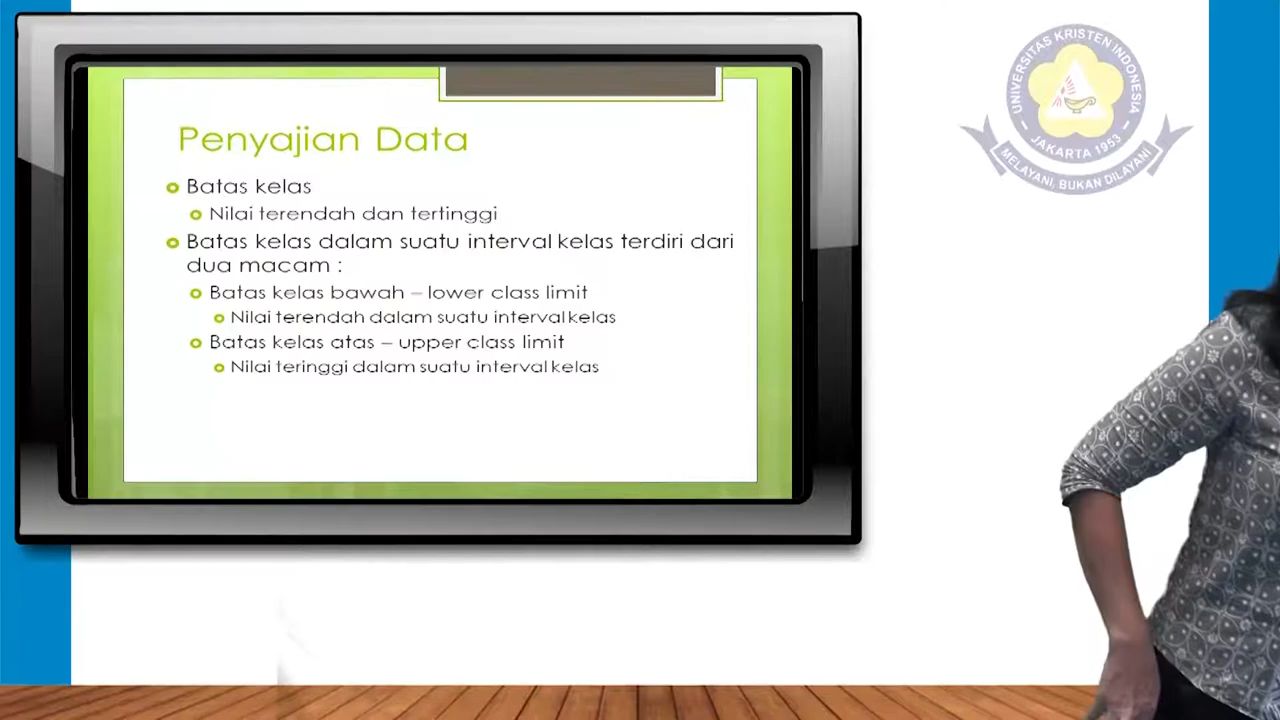 Penyajian Data
Batas kelas
Nilai terendah dan tertinggi
Batas kelas dalam suatu interval kelas terdiri dari
dua macam :
Batas kelas bawah – lower class limit
Nilai terendah dalam suatu interval kelas
Batas kelas atas – upper class limit
Nilai teringgi dalam suatu interval kelas
UNIVERSITAS KRISTEN INDONESIA
JAKARTA 1953
MELAYANI, BUKAN DILAYANI